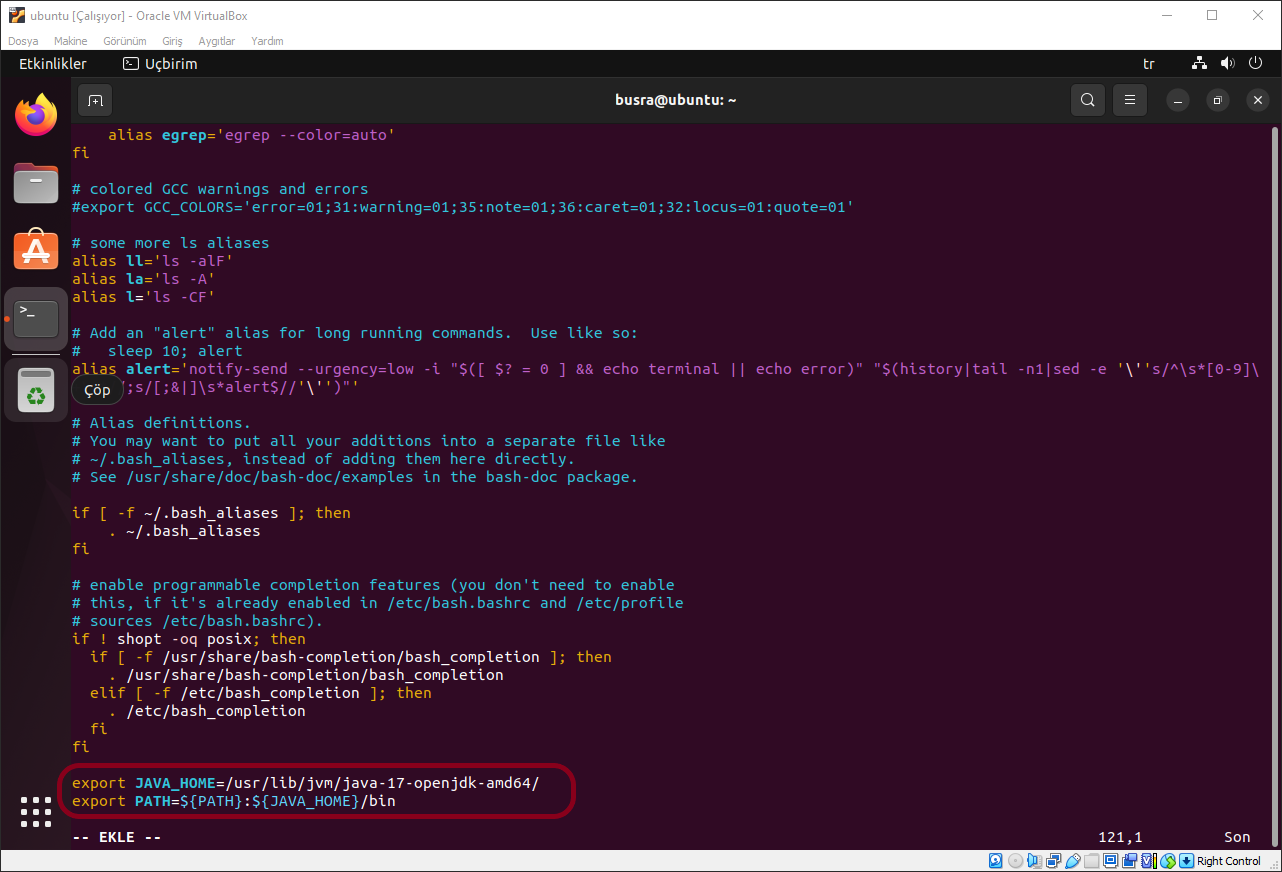 ubuntu [Çalışıyor] - Oracle VM VirtualBox
Dosya Makine Görünüm Giriş Aygıtlar Yardım
Etkinlikler Uçbirim tr
busra@ubuntu: ~
alias egrep='egrep --color=auto'
fi
# colored GCC warnings and errors
#export GCC_COLORS='error=01;31:warning=01;35:note=01;36:caret=01;32:locus=01:quote=01'
# some more ls aliases
alias ll='ls -alF'
alias la='ls -A'
alias l='ls -CF'
# Add an "alert" alias for long running commands.  Use like so:
#   sleep 10; alert
alias alert='notify-send --urgency=low -i "$([ $? = 0 ] && echo terminal || echo error)" "$(history|tail -n1|sed -e '\''s/^\s*[0-9]\
Çöp ;s/[;&|]\s*alert$//'\'')"'
# Alias definitions.
# You may want to put all your additions into a separate file like
# ~/.bash_aliases, instead of adding them here directly.
# See /usr/share/doc/bash-doc/examples in the bash-doc package.
if [ -f ~/.bash_aliases ]; then
. ~/.bash_aliases
fi
# enable programmable completion features (you don't need to enable
# this, if it's already enabled in /etc/bash.bashrc and /etc/profile
# sources /etc/bash.bashrc).
if ! shopt -oq posix; then
if [ -f /usr/share/bash-completion/bash_completion ]; then
. /usr/share/bash-completion/bash_completion
elif [ -f /etc/bash_completion ]; then
. /etc/bash_completion
fi
fi
export JAVA_HOME=/usr/lib/jvm/java-17-openjdk-amd64/
export PATH=${PATH}:${JAVA_HOME}/bin
-- EKLE -- 121,1 Son
Right Control